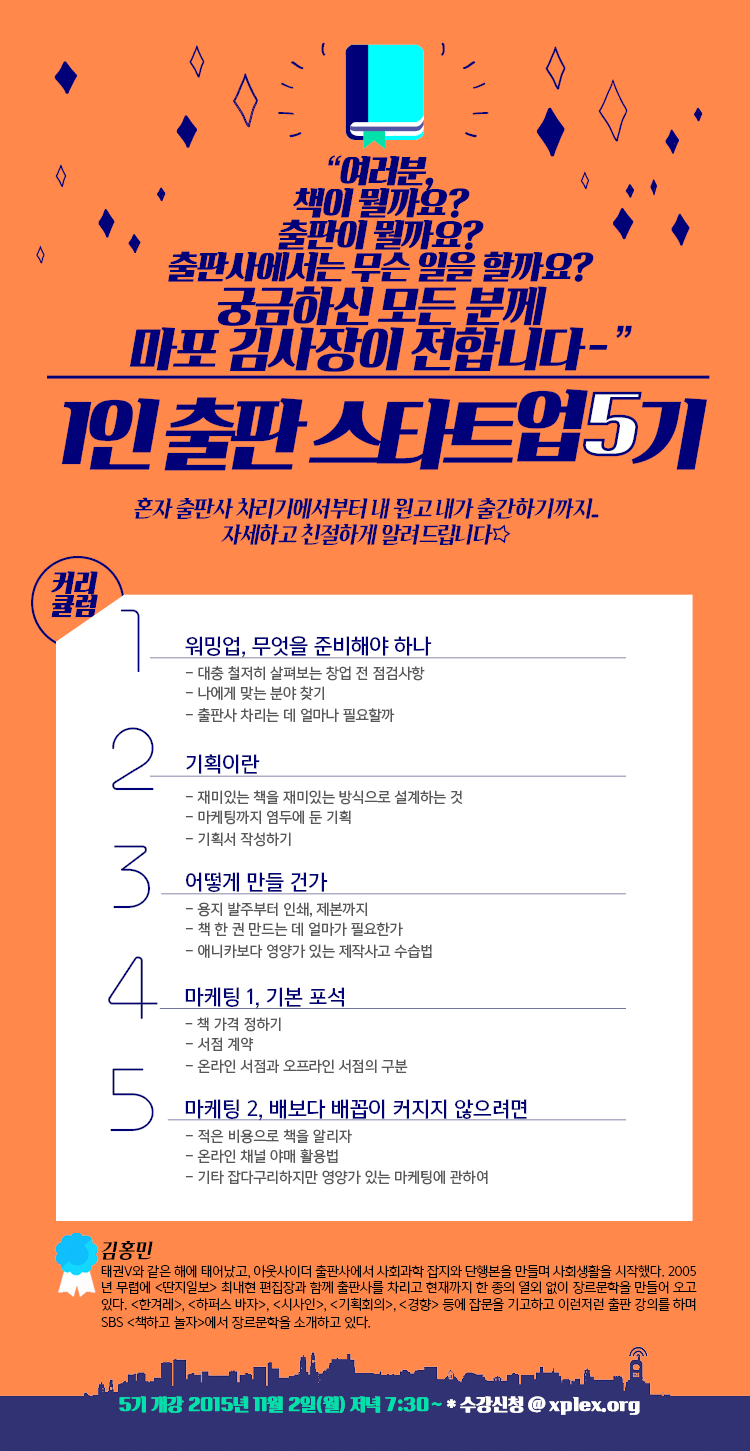 “여러분,
책이 뭘까요?
출판이 뭘까요?
출판사에서는 무슨 일을 할까요?
궁금하신 모든 분께
마포 김사장이 전합니다-”
1인 출판 스타트업 5기
혼자 출판사 차리기에서부터 내 원고 내가 출간하기까지..
자세하고 친절하게 알려드립니다☆
커리
큘럼
1
워밍업, 무엇을 준비해야 하나
- 대충 철저히 살펴보는 창업 전 점검사항
- 나에게 맞는 분야 찾기
- 출판사 차리는 데 얼마나 필요할까
2
기획이란
- 재미있는 책을 재미있는 방식으로 설계하는 것
- 마케팅까지 염두에 둔 기획
- 기획서 작성하기
3
어떻게 만들 건가
- 용지 발주부터 인쇄, 제본까지
- 책 한 권 만드는 데 얼마가 필요한가
- 애니카보다 영양가 있는 제작사고 수습법
4
마케팅 1, 기본 포석
- 책 가격 정하기
- 서점 계약
- 온라인 서점과 오프라인 서점의 구분
5
마케팅 2, 배보다 배꼽이 커지지 않으려면
- 적은 비용으로 책을 알리자
- 온라인 채널 야매 활용법
- 기타 잡다구리하지만 영양가 있는 마케팅에 관하여
김홍민
태권V와 같은 해에 태어났고, 아웃사이더 출판사에서 사회과학 잡지와 단행본을 만들며 사회생활을 시작했다. 2005
년 무렵에 <딴지일보> 최내현 편집장과 함께 출판사를 차리고 현재까지 한 종의 열외 없이 장르문학을 만들어 오고
있다. <한겨레>, <하퍼스 바자>, <시사인>, <기획회의>, <경향> 등에 잡문을 기고하고 이런저런 출판 강의를 하며
SBS <책하고 놀자>에서 장르문학을 소개하고 있다.
5기 개강 2015년 11월 2일(월) 저녁 7:30~ * 수강신청 @ xplex.org